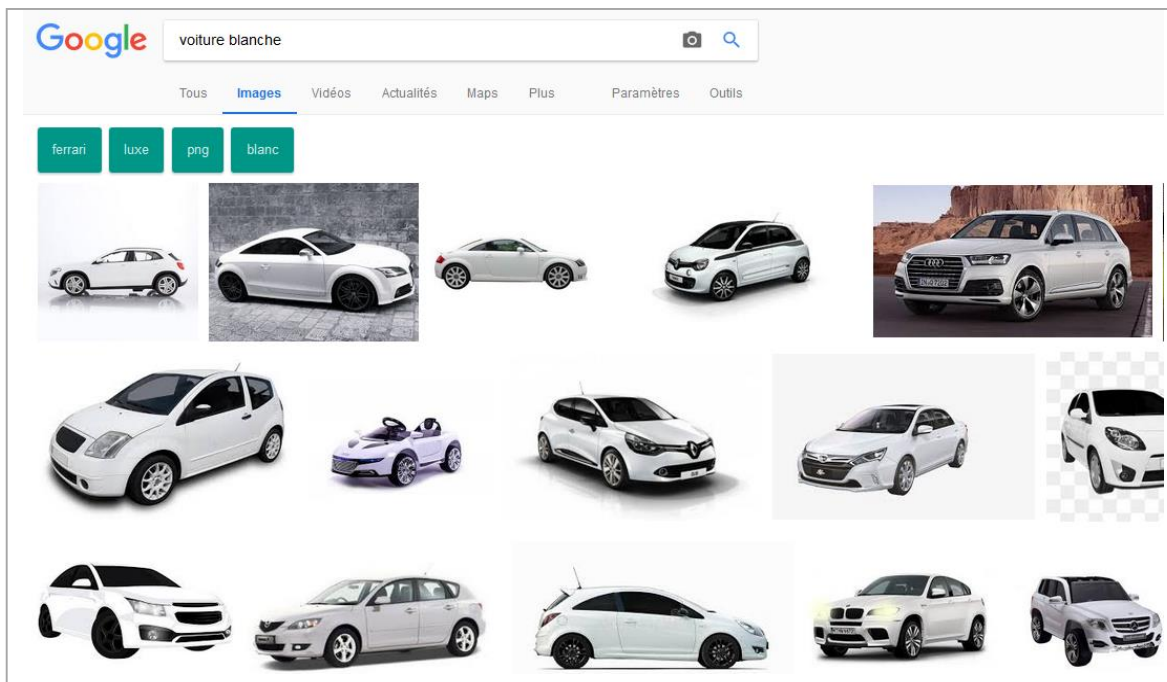 Google voiture blanche
Tous Images Vidéos Actualités Maps Plus Paramètres Outils
ferrari luxe png blanc